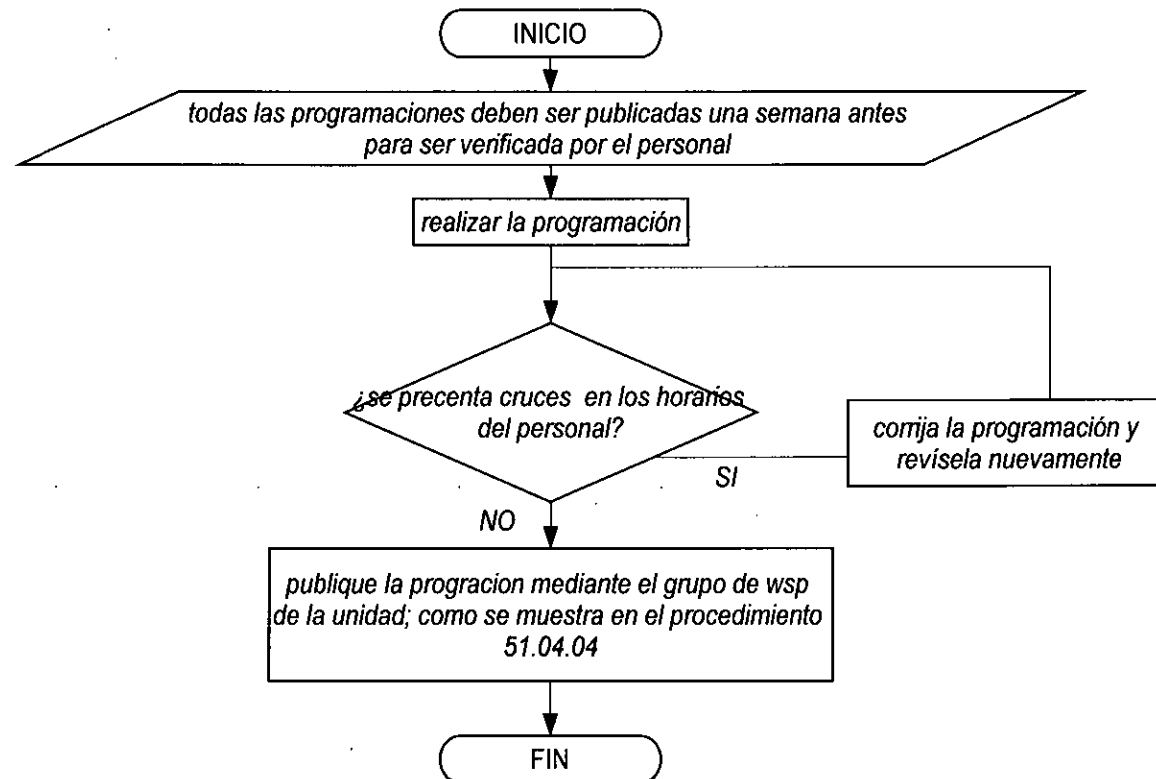 INICIO
todas las programaciones deben ser publicadas una semana antes
para ser verificada por el personal
realizar la programación
¿se precenta cruces en los horarios
del personal?
corrija la programación y
revísela nuevamente
SI
NO
publique la progracion mediante el grupo de wsp
de la unidad; como se muestra en el procedimiento
51.04.04
FIN